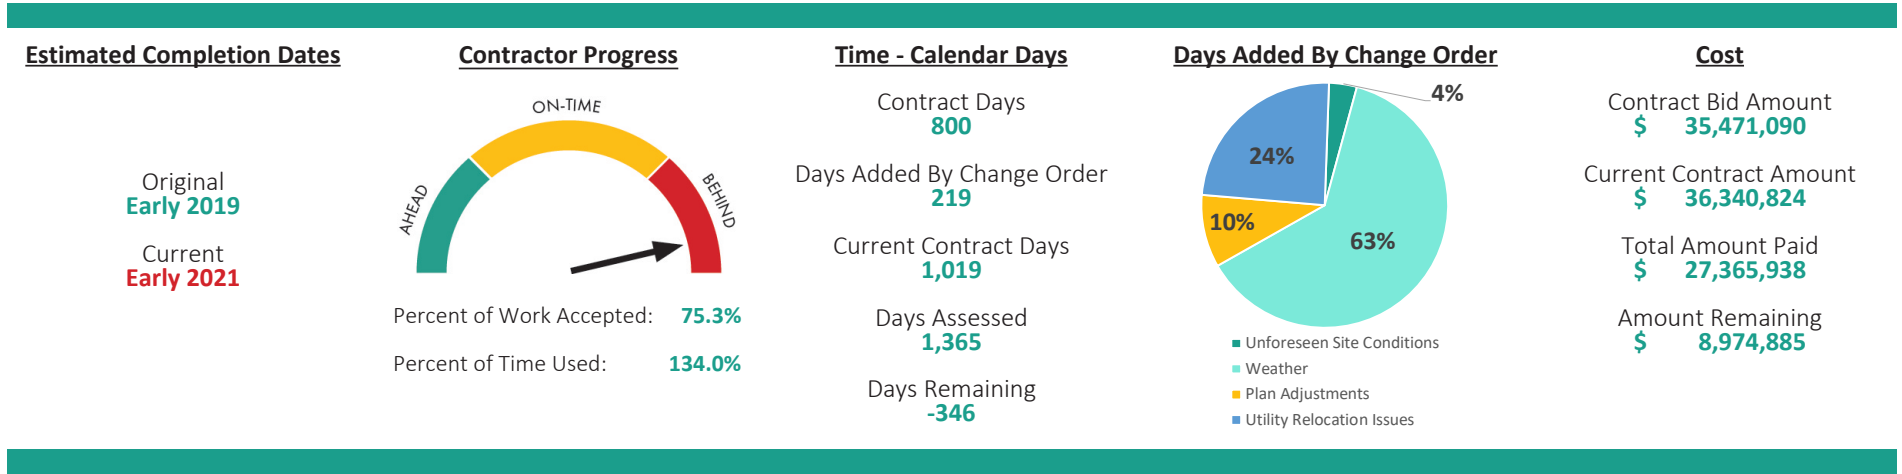 Estimated Completion Dates
Original
Early 2019
Current
Early 2021
Contractor Progress
AHEAD
ON-TIME
BEHIND
Percent of Work Accepted: 75.3%
Percent of Time Used: 134.0%
Time - Calendar Days
Contract Days
800
Days Added By Change Order
219
Current Contract Days
1,019
Days Assessed
1,365
Days Remaining
-346
Days Added By Change Order
4%
24%
10%
63%
Unforeseen Site Conditions
Weather
Plan Adjustments
Utility Relocation Issues
Cost
Contract Bid Amount
$ 35,471,090
Current Contract Amount
$ 36,340,824
Total Amount Paid
$ 27,365,938
Amount Remaining
$ 8,974,885